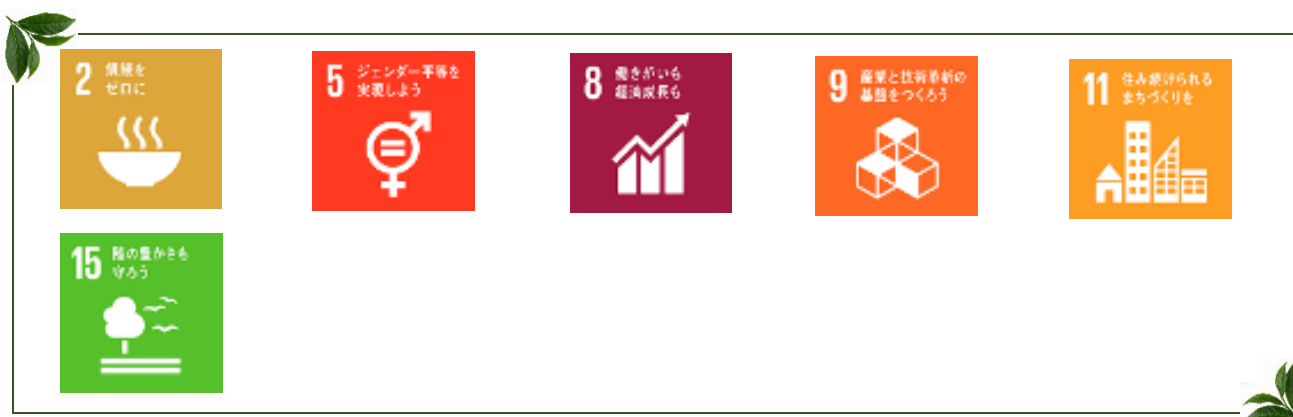 2
飢餓を
ゼロに
5
ジェンダー平等を
実現しよう
8
働きがいも
経済成長も
9
産業と技術革新の
基盤をつくろう
11
住み続けられる
まちづくりを
15
陸の豊かさも
守ろう